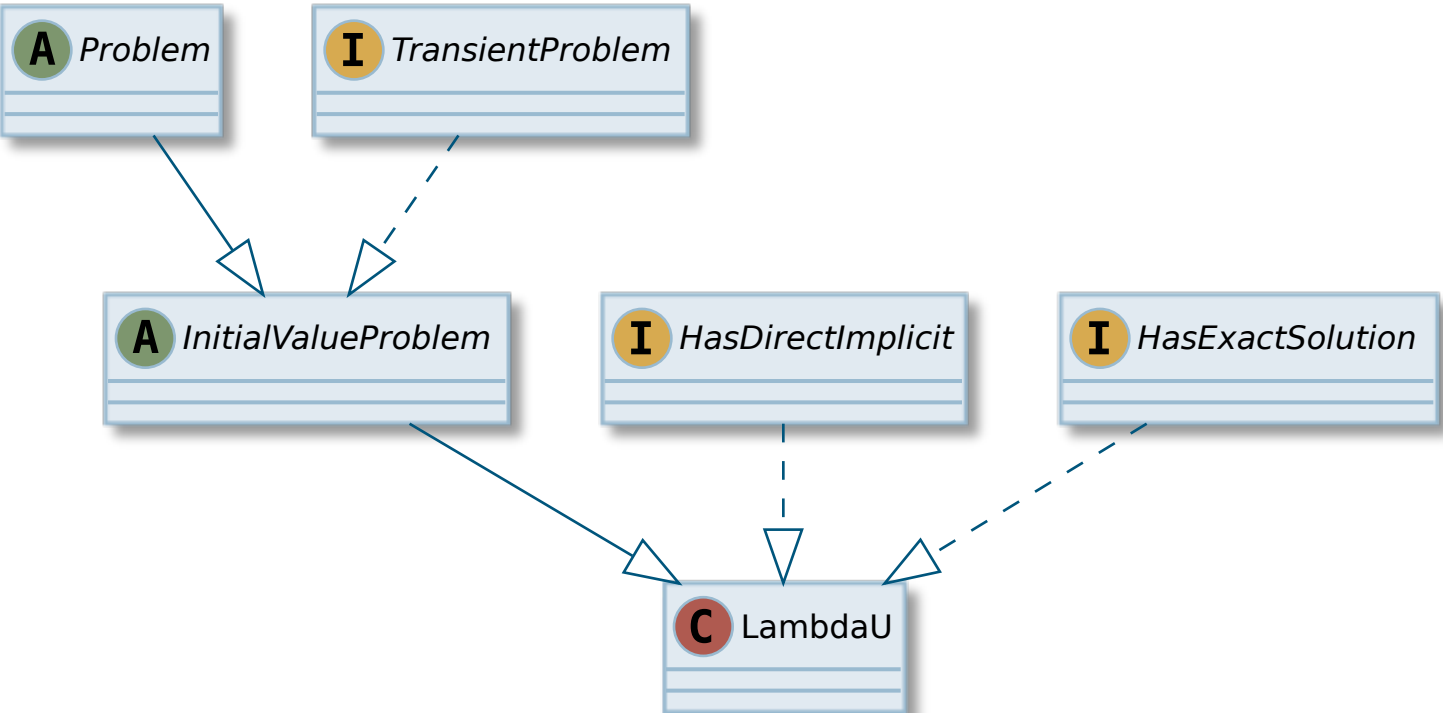 A Problem
I TransientProblem
A InitialValueProblem
I HasDirectImplicit
I HasExactSolution
C LambdaU